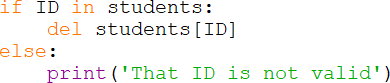 if ID in students:
    del students[ID]
else:
    print('That ID is not valid')